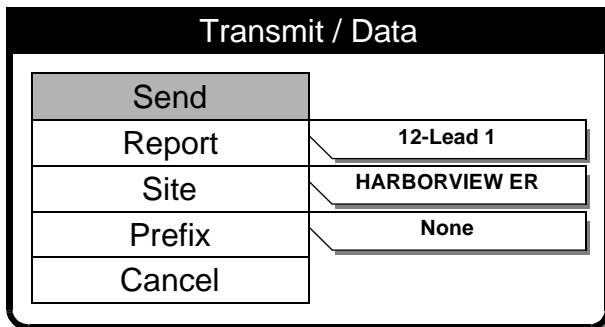 Transmit / Data
Send
Report 12-Lead 1
Site HARBORVIEW ER
Prefix None
Cancel